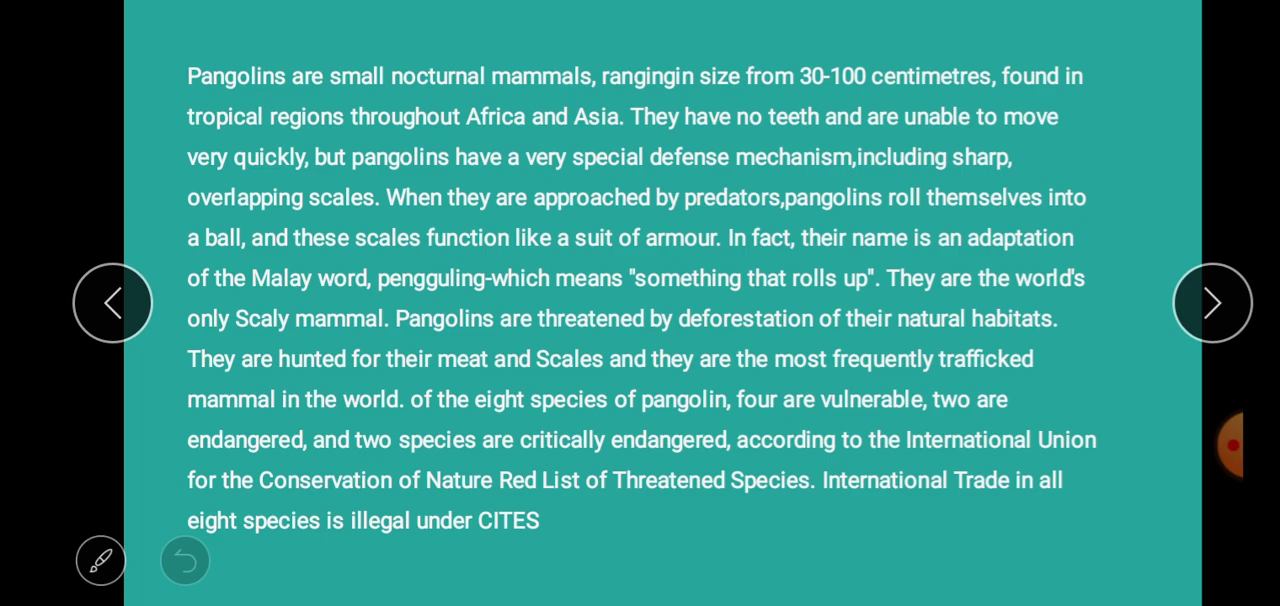 Pangolins are small nocturnal mammals, rangingin size from 30-100 centimetres, found in
tropical regions throughout Africa and Asia. They have no teeth and are unable to move
very quickly, but pangolins have a very special defense mechanism,including sharp,
overlapping scales. When they are approached by predators,pangolins roll themselves into
a ball, and these scales function like a suit of armour. In fact, their name is an adaptation
of the Malay word, pengguling-which means "something that rolls up". They are the world's
only Scaly mammal. Pangolins are threatened by deforestation of their natural habitats.
They are hunted for their meat and Scales and they are the most frequently trafficked
mammal in the world. of the eight species of pangolin, four are vulnerable, two are
endangered, and two species are critically endangered, according to the International Union
for the Conservation of Nature Red List of Threatened Species. International Trade in all
eight species is illegal under CITES